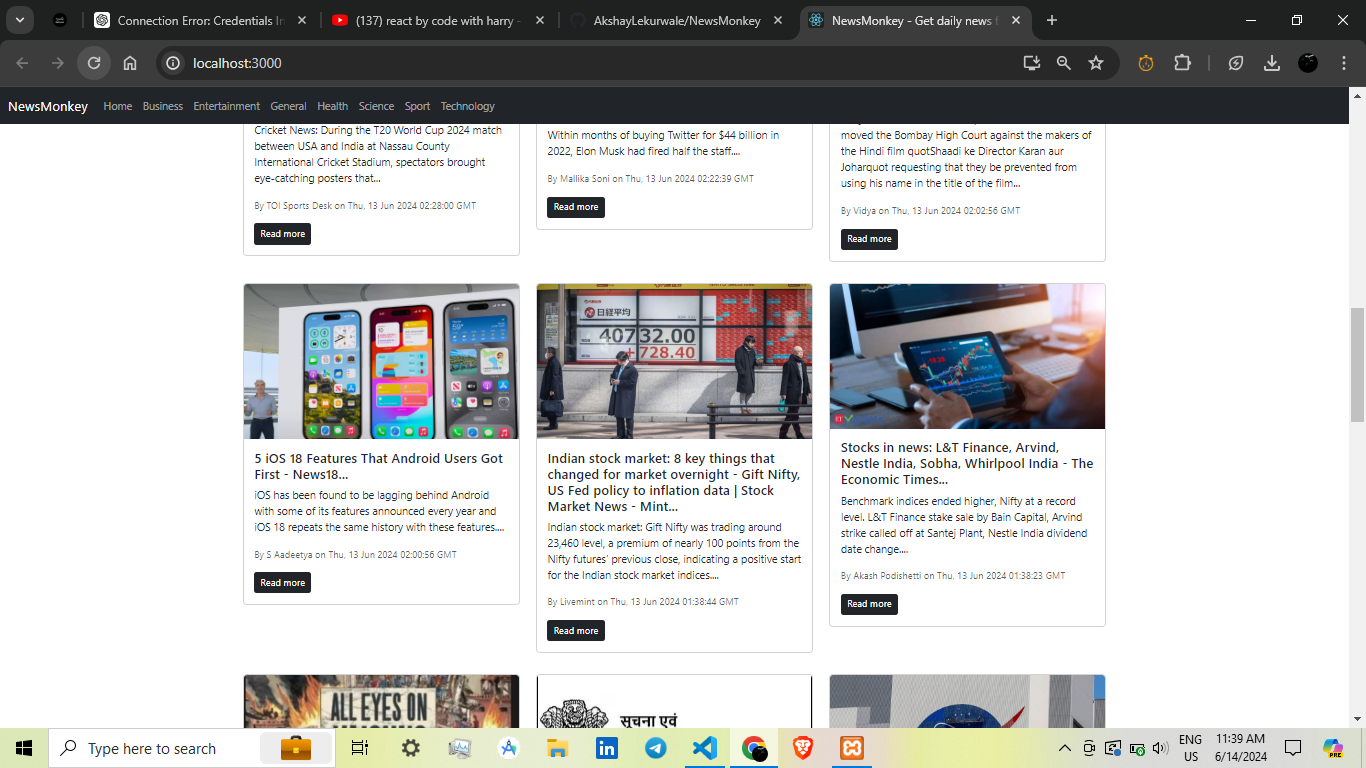 Connection Error: Credentials In
(137) react by code with harry -
AkshayLekurwale/NewsMonkey
NewsMonkey - Get daily news f
localhost:3000
NewsMonkey Home Business Entertainment General Health Science Sport Technology
Cricket News: During the T20 World Cup 2024 match
between USA and India at Nassau County
International Cricket Stadium, spectators brought
eye-catching posters that...
By TOI Sports Desk on Thu, 13 Jun 2024 02:28:00 GMT
Read more
Within months of buying Twitter for $44 billion in
2022, Elon Musk had fired half the staff....
By Mallika Soni on Thu, 13 Jun 2024 02:22:39 GMT
Read more
moved the Bombay High Court against the makers of
the Hindi film quotShaadi ke Director Karan aur
Joharquot requesting that they be prevented from
using his name in the title of the film...
By Vidya on Thu, 13 Jun 2024 02:02:56 GMT
Read more
5 iOS 18 Features That Android Users Got
First - News18...
iOS has been found to be lagging behind Android
with some of its features announced every year and
iOS 18 repeats the same history with these features....
By S Aadeetya on Thu, 13 Jun 2024 02:00:56 GMT
Read more
日経平均
40732.00
+728.40
Indian stock market: 8 key things that
changed for market overnight - Gift Nifty,
US Fed policy to inflation data | Stock
Market News - Mint...
Indian stock market: Gift Nifty was trading around
23,460 level, a premium of nearly 100 points from the
Nifty futures' previous close, indicating a positive start
for the Indian stock market indices....
By Livemint on Thu, 13 Jun 2024 01:38:44 GMT
Read more
Stocks in news: L&T Finance, Arvind,
Nestle India, Sobha, Whirlpool India - The
Economic Times...
Benchmark indices ended higher, Nifty at a record
level. L&T Finance stake sale by Bain Capital, Arvind
strike called off at Santej Plant, Nestle India dividend
date change....
By Akash Podishetti on Thu, 13 Jun 2024 01:38:23 GMT
Read more
ALL EYES ON
सूचना एवं
Type here to search
ENG
US
11:39 AM
6/14/2024
PRE